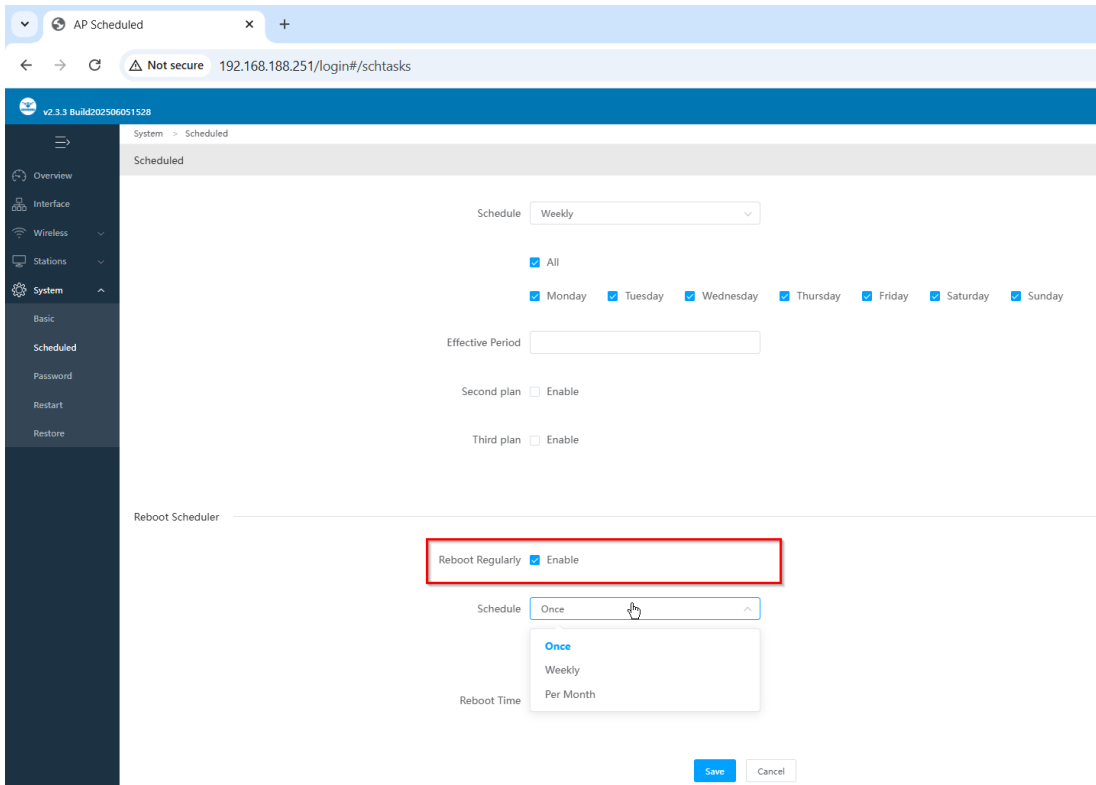 AP Scheduled
Not secure 192.168.188.251/login#/schtasks
v2.3.3 Build202506051528
System > Scheduled
Scheduled
Overview
Interface
Wireless
Stations
System
Basic
Scheduled
Password
Restart
Restore
Schedule Weekly
All
Monday Tuesday Wednesday Thursday Friday Saturday Sunday
Effective Period
Second plan Enable
Third plan Enable
Reboot Scheduler
Reboot Regularly Enable
Schedule Once
Once
Weekly
Per Month
Reboot Time
Save Cancel